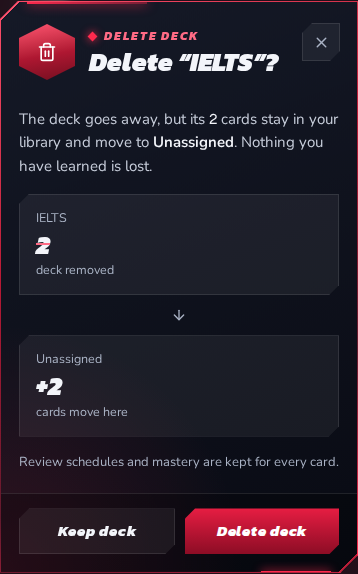 DELETE DECK
Delete “IELTS”?
The deck goes away, but its 2 cards stay in your
library and move to Unassigned. Nothing you
have learned is lost.
IELTS
2
deck removed
Unassigned
+2
cards move here
Review schedules and mastery are kept for every card.
Keep deck
Delete deck